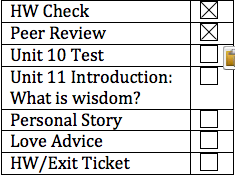 HW Check
Peer Review
Unit 10 Test
Unit 11 Introduction:
What is wisdom?
Personal Story
Love Advice
HW/Exit Ticket